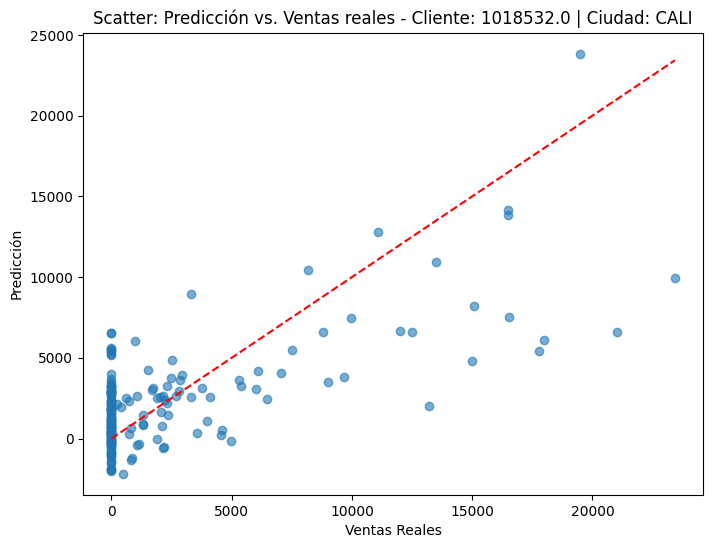 Scatter: Predicción vs. Ventas reales - Cliente: 1018532.0 | Ciudad: CALI
25000
20000
15000
10000
5000
0
Predicción
0 5000 10000 15000 20000
Ventas Reales